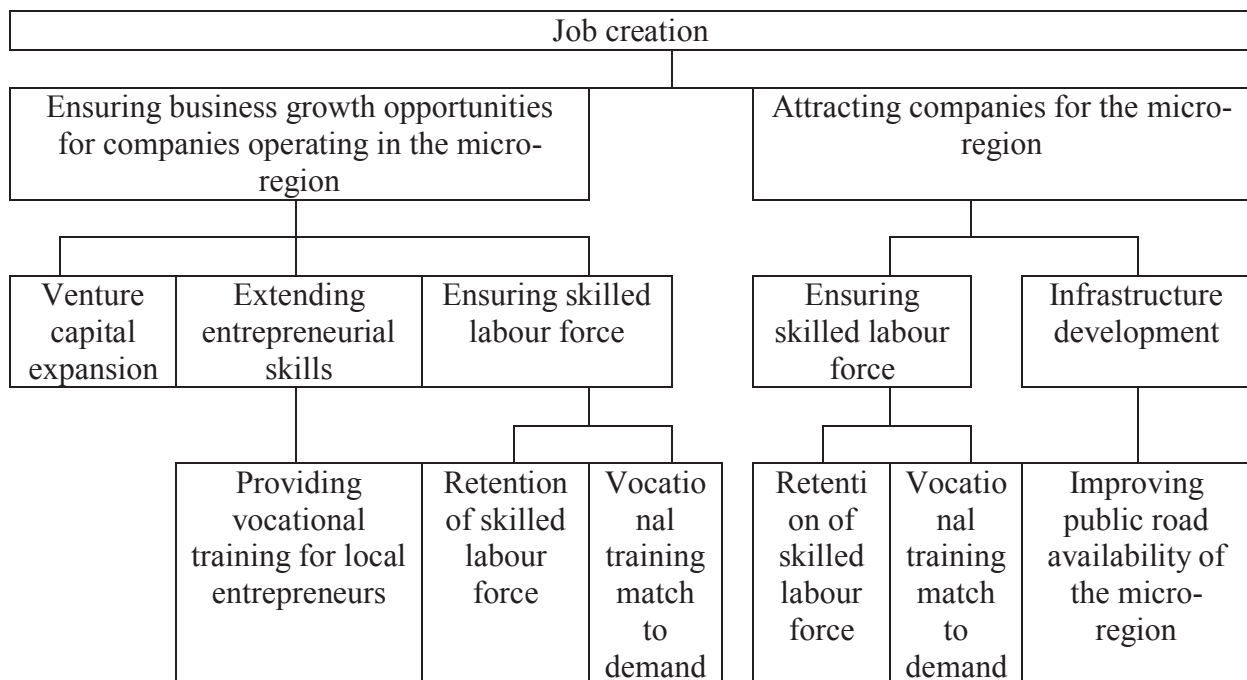 Job creation
Ensuring business growth opportunities
for companies operating in the micro-
region
Attracting companies for the micro-
region
Venture
capital
expansion
Extending
entrepreneurial
skills
Ensuring skilled
labour force
Ensuring
skilled labour
force
Infrastructure
development
Providing
vocational
training for local
entrepreneurs
Retention
of skilled
labour
force
Vocatio
nal
training
match
to
demand
Retenti
on of
skilled
labour
force
Vocatio
nal
training
match
to
demand
Improving
public road
availability of
the micro-
region